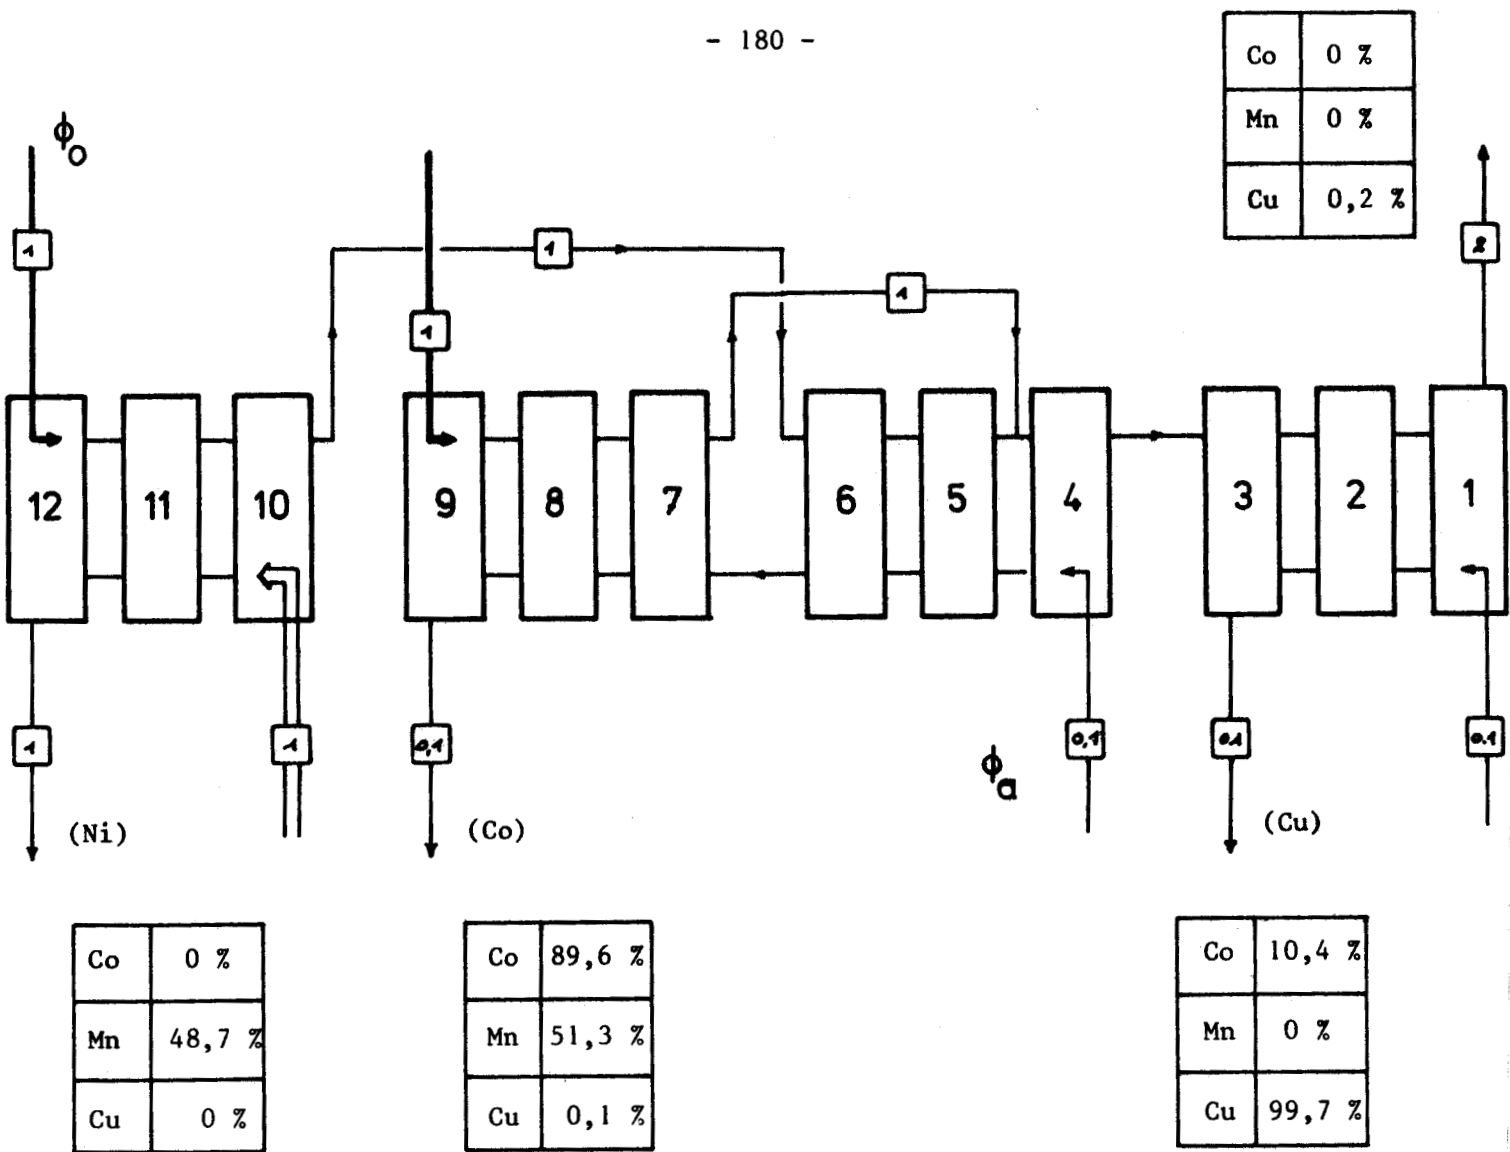 - 180 -
Co 0 %
Mn 0 %
Cu 0,2 %
ϕo
1
1
1
1
1
2
12
11
10
9
8
7
6
5
4
3
2
1
1
1
0,1
0,1
0.1
0.1
ϕa
(Ni)
(Co)
(Cu)
Co 0 %
Mn 48,7 %
Cu 0 %
Co 89,6 %
Mn 51,3 %
Cu 0,1 %
Co 10,4 %
Mn 0 %
Cu 99,7 %